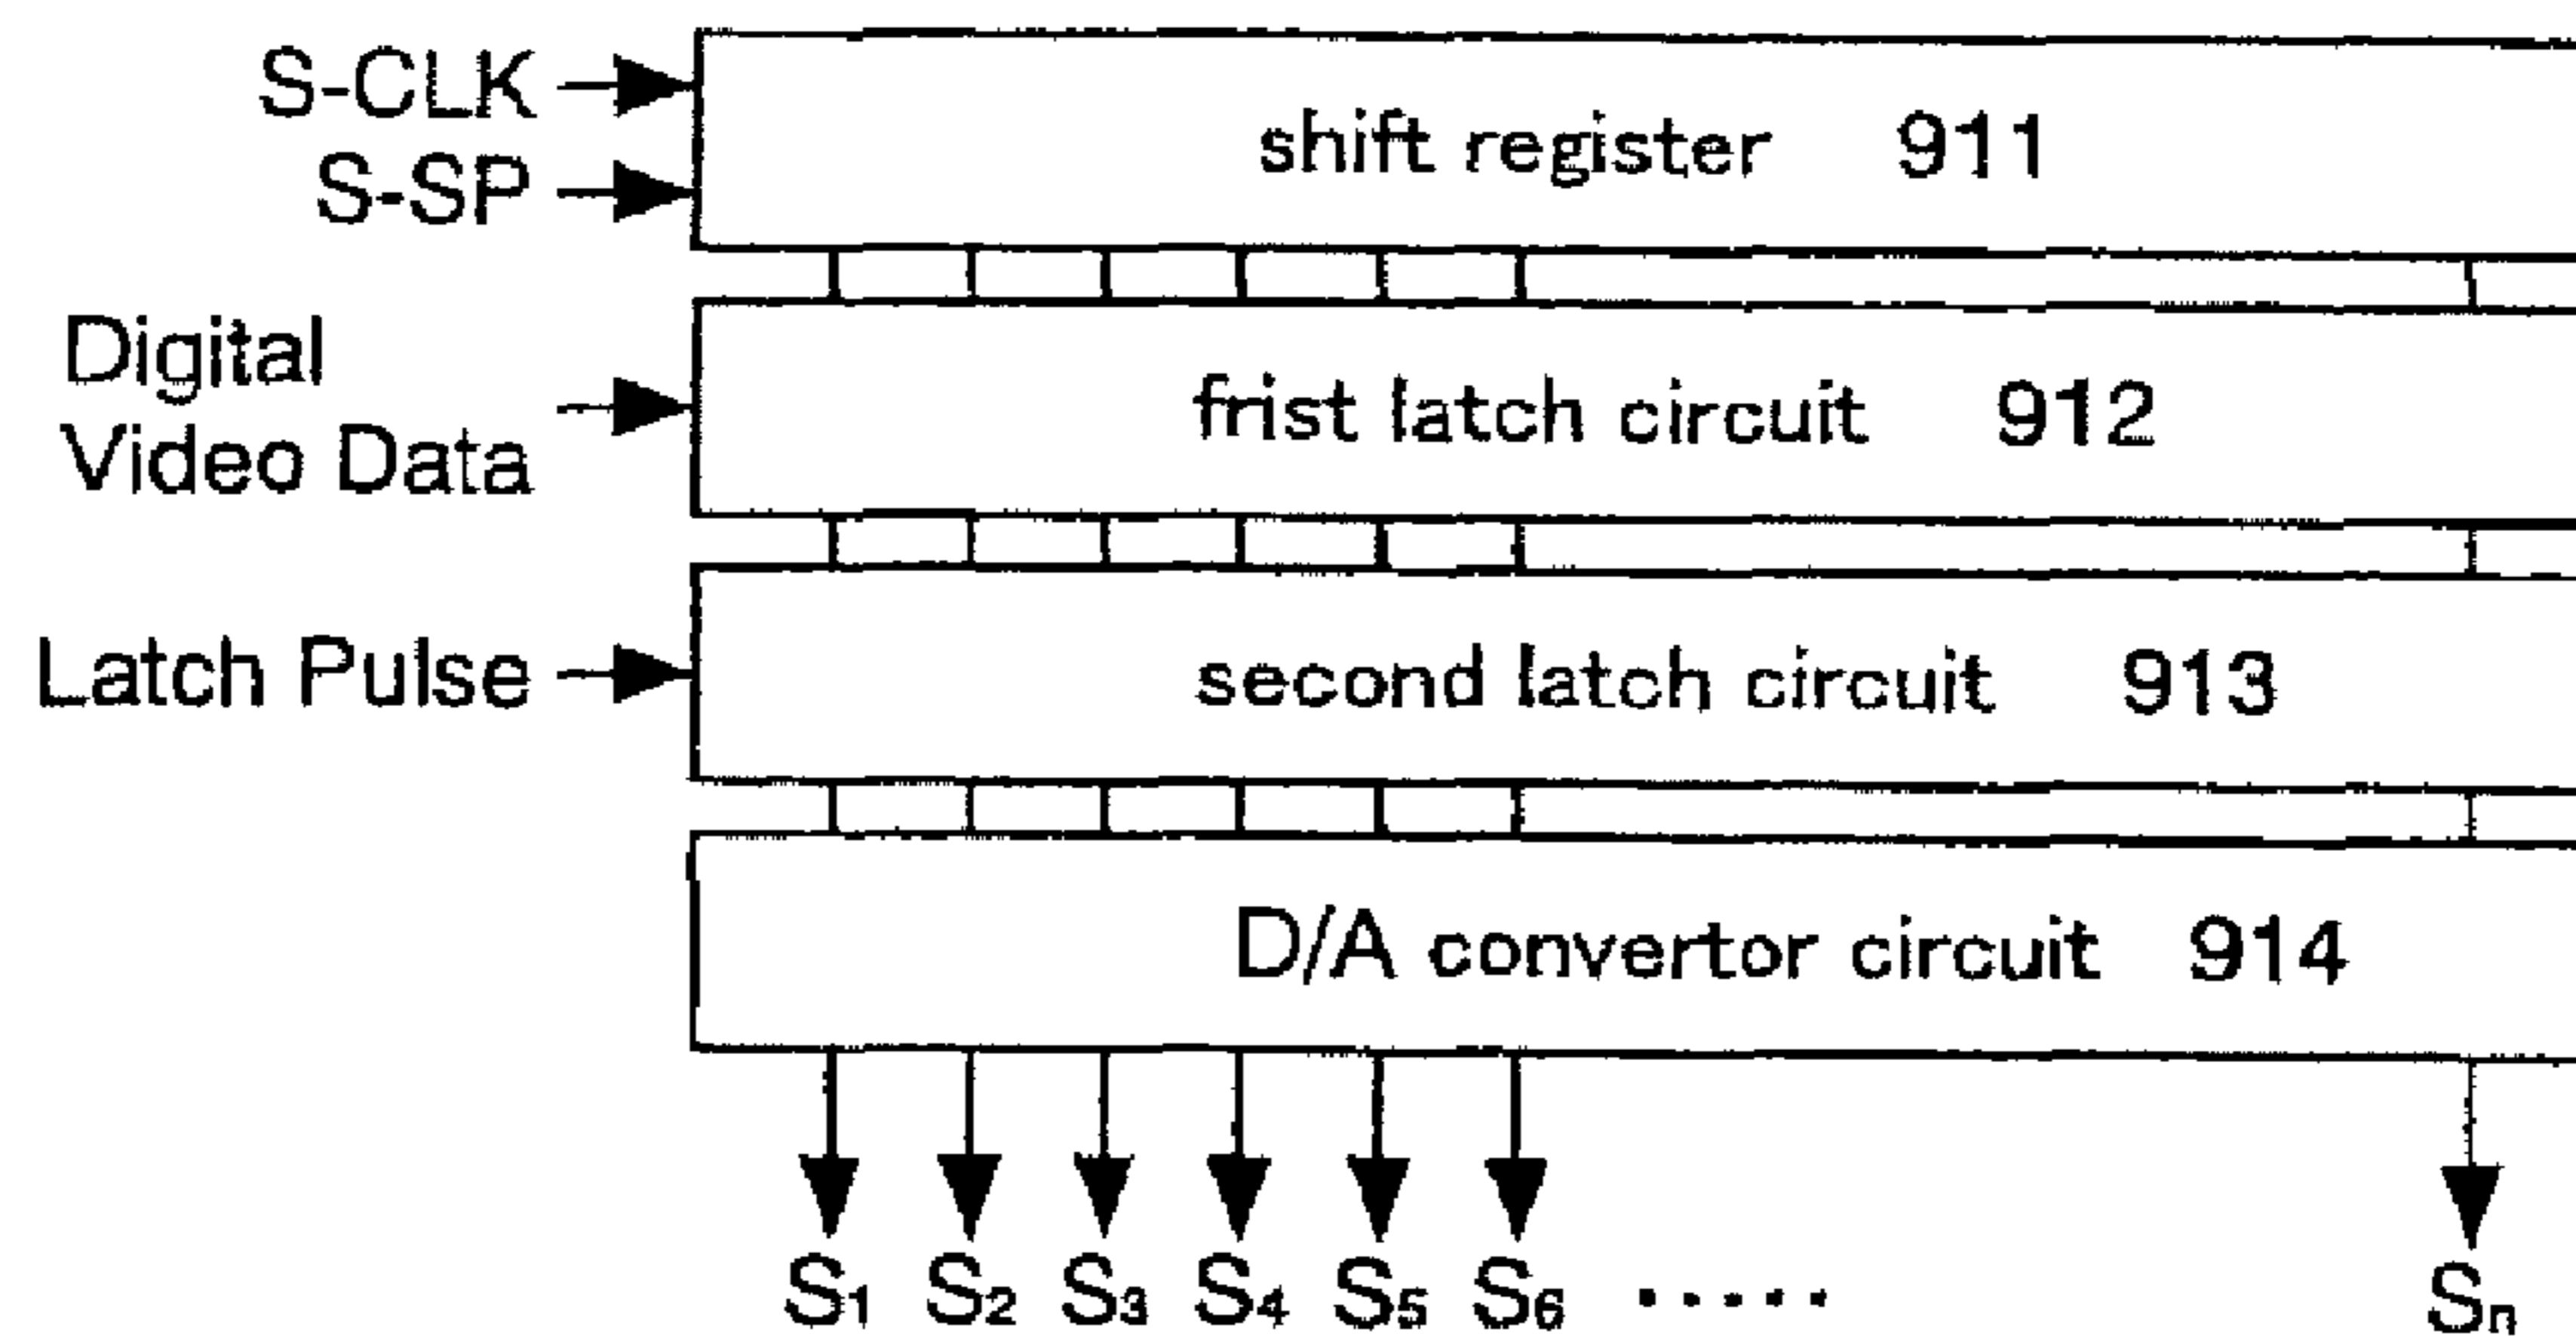 S-CLK
S-SP
shift register 911
Digital
Video Data
frist latch circuit 912
Latch Pulse
second latch circuit 913
D/A convertor circuit 914
S1 S2 S3 S4 S5 S6 ..... Sn